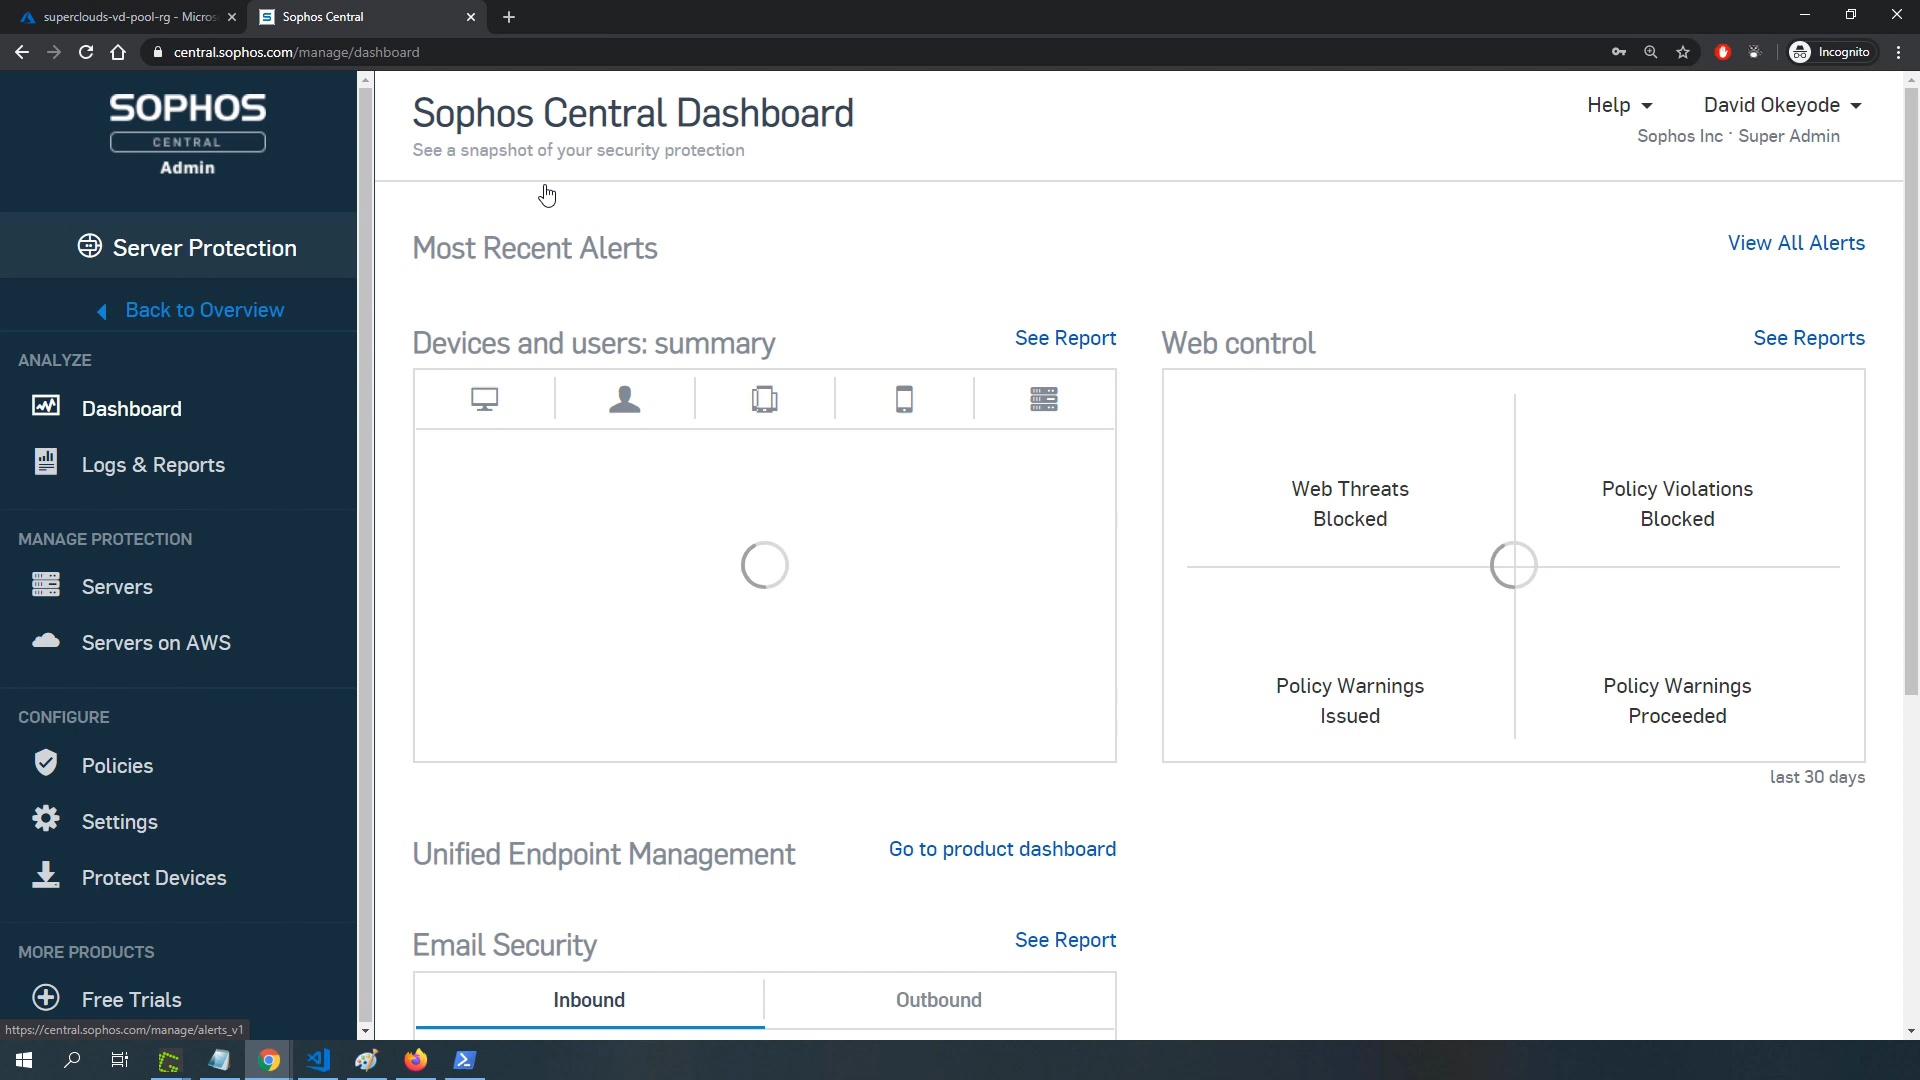 superclouds-vd-pool-rg - Micros
Sophos Central
central.sophos.com/manage/dashboard
Incognito
SOPHOS
CENTRAL
Admin
Server Protection
Back to Overview
ANALYZE
Dashboard
Logs & Reports
MANAGE PROTECTION
Servers
Servers on AWS
CONFIGURE
Policies
Settings
Protect Devices
MORE PRODUCTS
Free Trials
https://central.sophos.com/manage/alerts_v1
Sophos Central Dashboard
See a snapshot of your security protection
Help
David Okeyode
Sophos Inc · Super Admin
Most Recent Alerts
View All Alerts
Devices and users: summary
See Report
Web control
See Reports
Web Threats
Blocked
Policy Violations
Blocked
Policy Warnings
Issued
Policy Warnings
Proceeded
last 30 days
Unified Endpoint Management
Go to product dashboard
Email Security
See Report
Inbound
Outbound